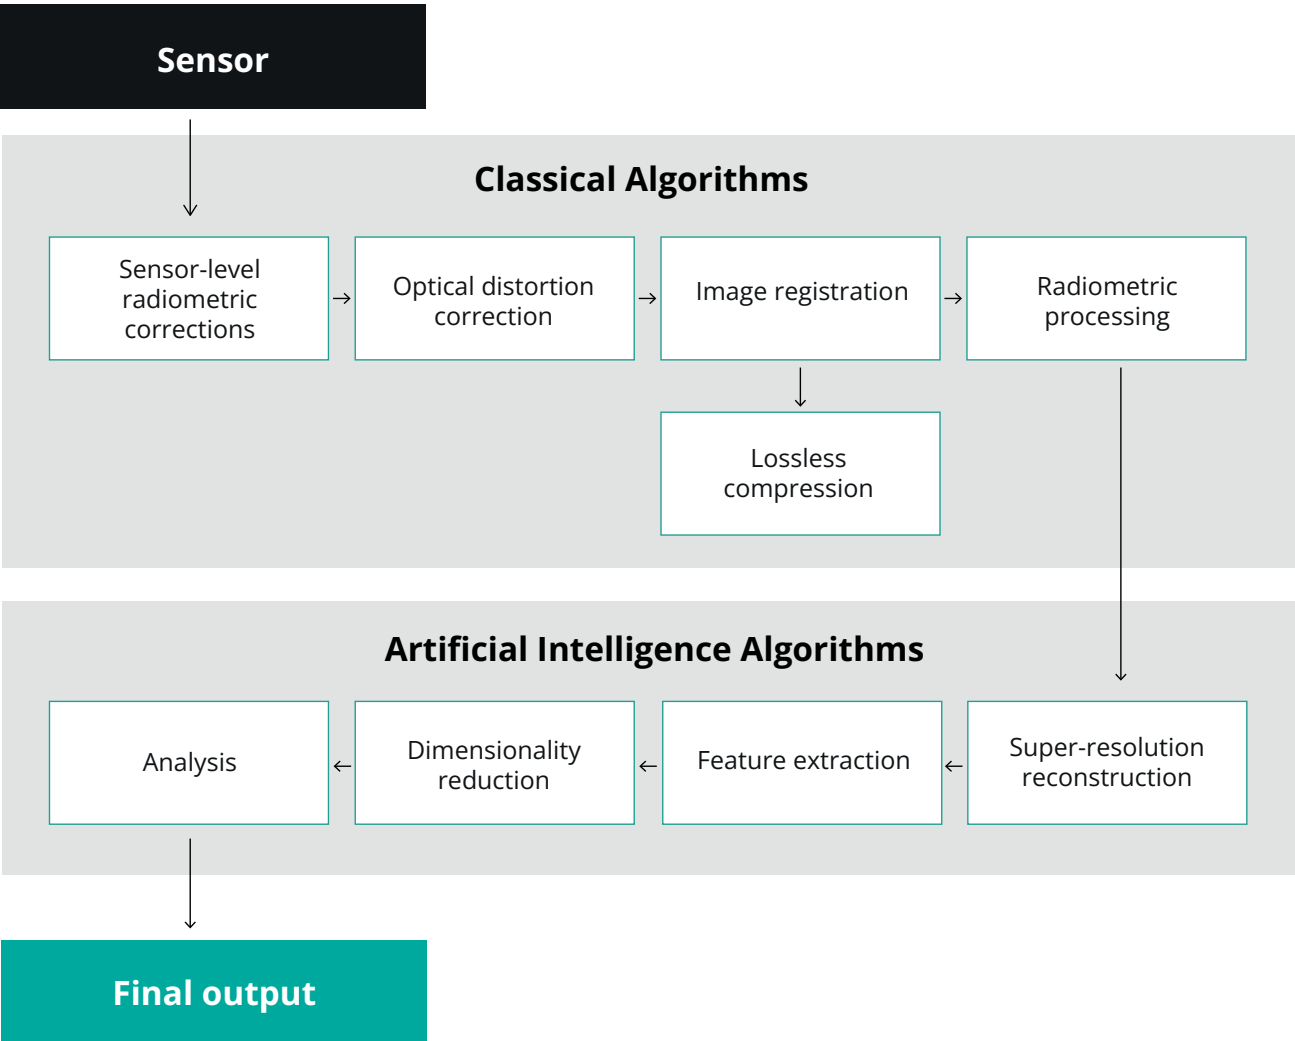 Sensor
Classical Algorithms
Sensor-level
radiometric
corrections
Optical distortion
correction
Image registration
Radiometric
processing
Lossless
compression
Artificial Intelligence Algorithms
Analysis
Dimensionality
reduction
Feature extraction
Super-resolution
reconstruction
Final output